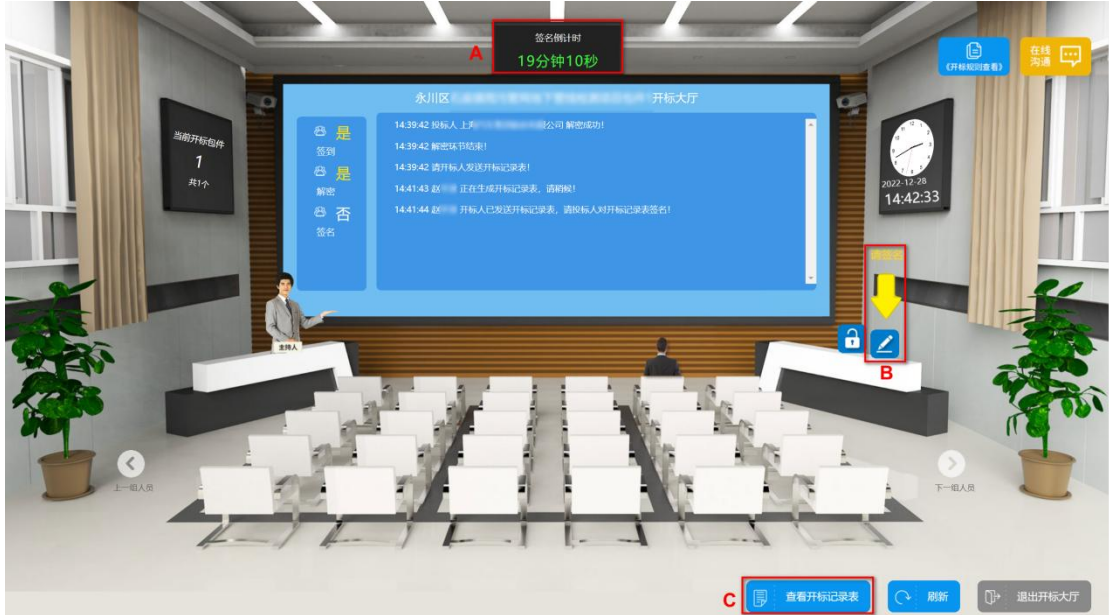 签名倒计时
A
19分钟10秒
《开标规则查看》
在线
沟通
永川区
开标大厅
当前开标包件
1
共1个
是
签到
是
解密
否
签名
14:39:42 投标人 上海 公司 解密成功!
14:39:42 解密环节结束!
14:39:42 请开标人发送开标记录表!
14:41:43 赵 正在生成开标记录表, 请稍候!
14:41:44 赵 开标人已发送开标记录表, 请投标人对开标记录表签名!
2022-12-28
14:42:33
请签名
B
主持人
上一组人员
下一组人员
C
查看开标记录表
刷新
退出开标大厅